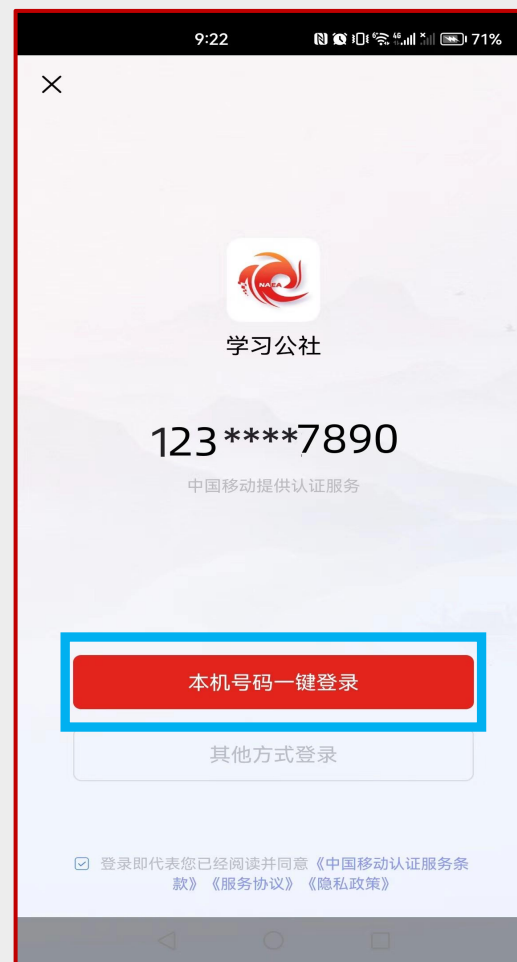 9:22
71%
NAEA
学习公社
123****7890
中国移动提供认证服务
本机号码一键登录
其他方式登录
登录即代表您已经阅读并同意《中国移动认证服务条
款》《服务协议》《隐私政策》